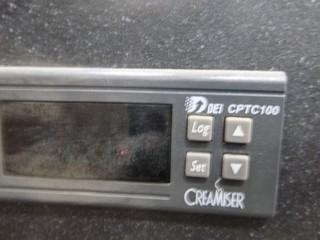 DEI CPTC100
Log
Set
CREAMISER